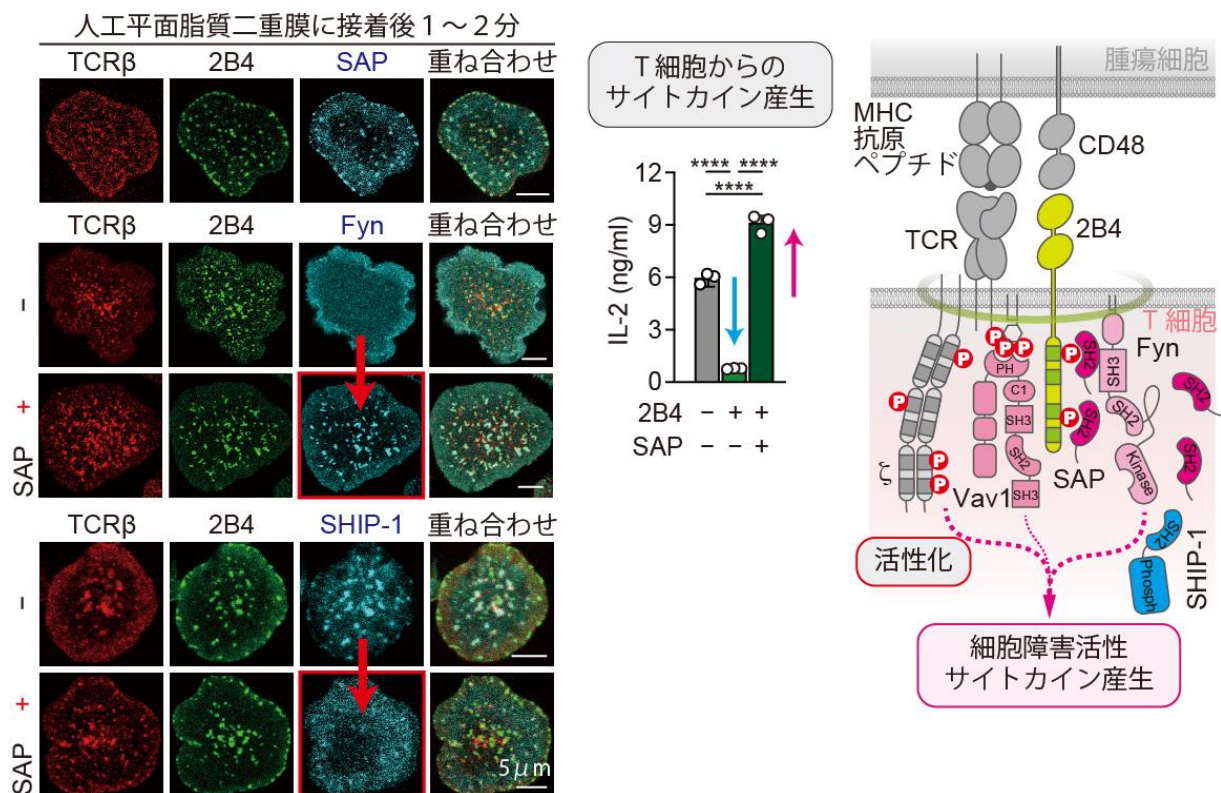 人工平面脂質二重膜に接着後1〜2分
TCRβ 2B4 SAP 重ね合わせ
TCRβ 2B4 Fyn 重ね合わせ
−
+
SAP
TCRβ 2B4 SHIP-1 重ね合わせ
−
+
SAP
5μm
T細胞からの
サイトカイン産生
**** ****
****
12
9
6
3
0
IL-2 (ng/ml)
2B4 − + +
SAP − − +
腫瘍細胞
MHC
抗原
ペプチド
CD48
TCR
2B4
T細胞
Fyn
P
P
P
P
P
PH
C1
SH3
SH2
SH3
P
P
P
P
ζ
Vav1
P
P
SH2
SH2
SAP
SH3
SH2
Kinase
SH2
SH2
SH2
Phosph
SHIP-1
活性化
細胞障害活性
サイトカイン産生